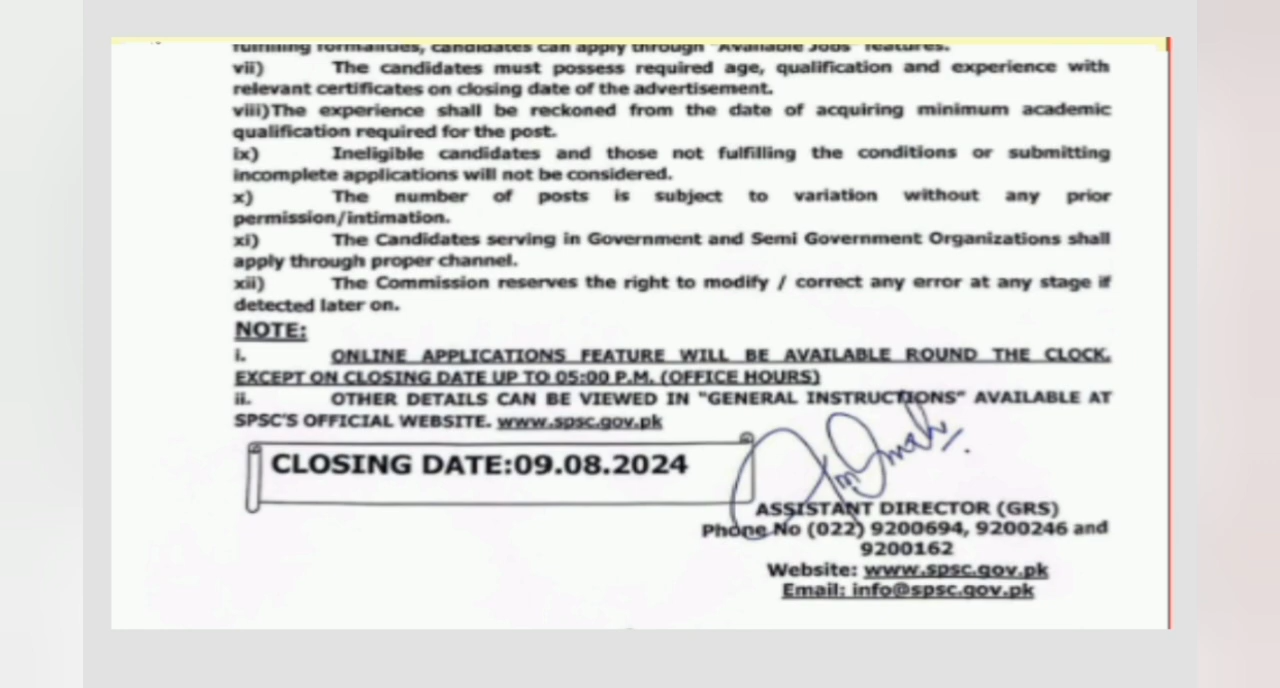 fulfilling formalities, candidates can apply through "Available Jobs" features.
vii) The candidates must possess required age, qualification and experience with
relevant certificates on closing date of the advertisement.
viii)The experience shall be reckoned from the date of acquiring minimum academic
qualification required for the post.
ix) Ineligible candidates and those not fulfilling the conditions or submitting
incomplete applications will not be considered.
x) The number of posts is subject to variation without any prior
permission/intimation.
xi) The Candidates serving in Government and Semi Government Organizations shall
apply through proper channel.
xii) The Commission reserves the right to modify / correct any error at any stage if
detected later on.
NOTE:
i. ONLINE APPLICATIONS FEATURE WILL BE AVAILABLE ROUND THE CLOCK,
EXCEPT ON CLOSING DATE UP TO 05:00 P.M. (OFFICE HOURS)
ii. OTHER DETAILS CAN BE VIEWED IN "GENERAL INSTRUCTIONS" AVAILABLE AT
SPSC'S OFFICIAL WEBSITE. www.spsc.gov.pk
CLOSING DATE:09.08.2024
ASSISTANT DIRECTOR (GRS)
Phone No (022) 9200694, 9200246 and
9200162
Website: www.spsc.gov.pk
Email: info@spsc.gov.pk